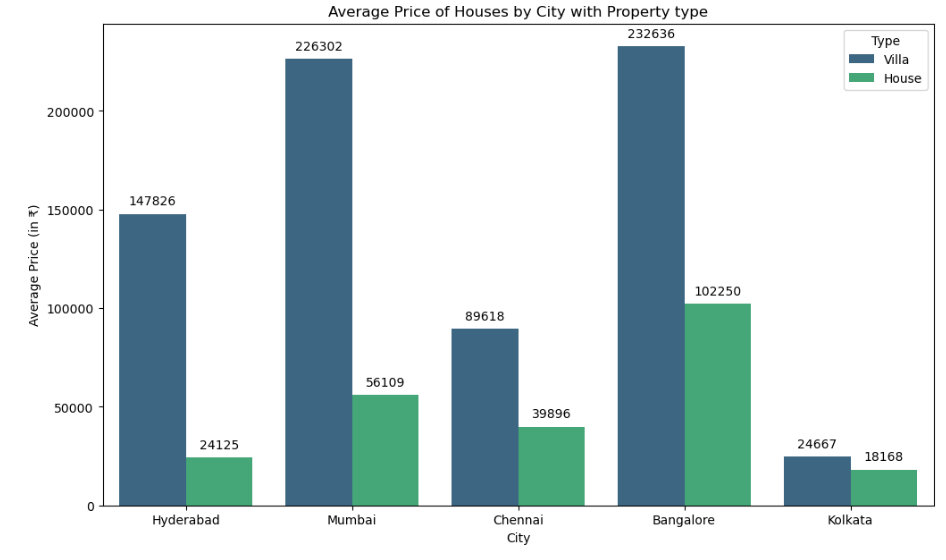 Average Price of Houses by City with Property type
Type
Villa
House
Average Price (in ₹)
200000
150000
100000
50000
0
147826
24125
226302
56109
89618
39896
232636
102250
24667
18168
Hyderabad
Mumbai
Chennai
Bangalore
Kolkata
City